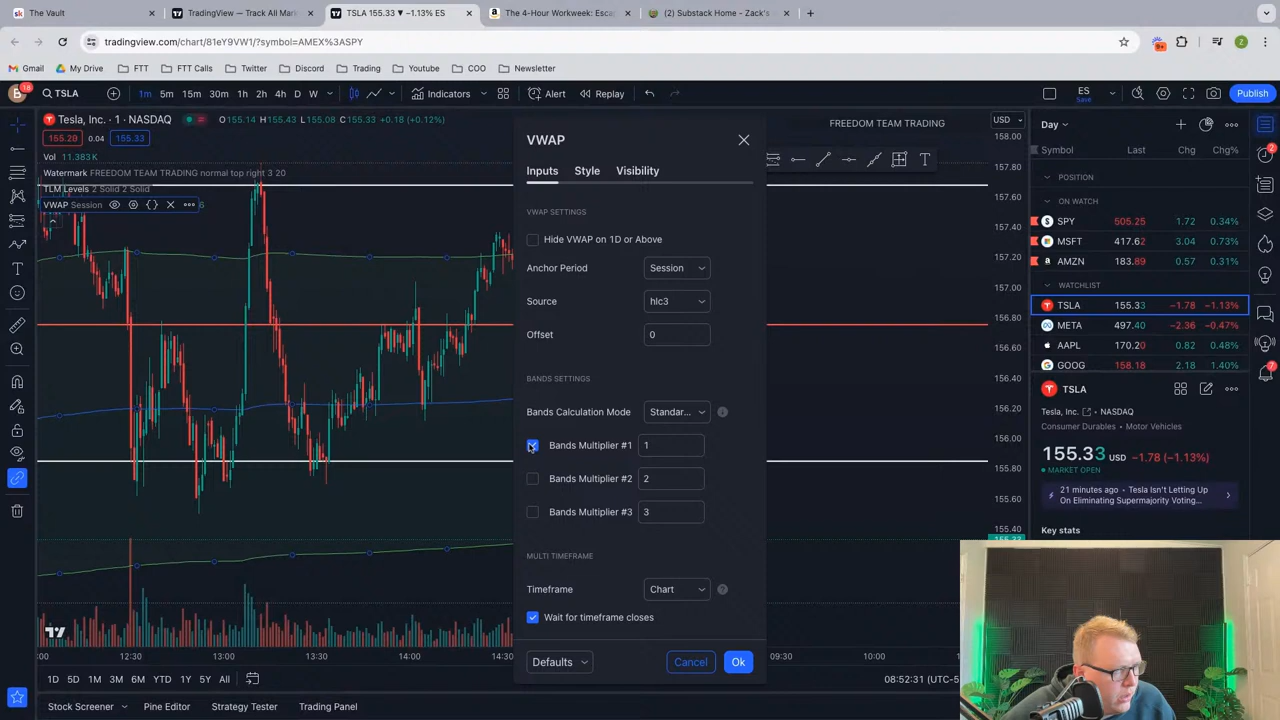 The Vault
TradingView — Track All Mark
TSLA 155.33 ▼ −1.13% ES
The 4-Hour Workweek: Escap
(2) Substack Home - Zack's
tradingview.com/chart/81eY9VW1/?symbol=AMEX%3ASPY
Gmail My Drive FTT FTT Calls Twitter Discord Trading Youtube COO Newsletter
18 TSLA 1m 5m 15m 30m 1h 2h 4h D W Indicators Alert Replay ES Save Publish
Tesla, Inc. · 1 · NASDAQ O155.14 H155.43 L155.08 C155.33 +0.18 (+0.12%)
155.29 0.04 155.33
Vol 11.383K
Watermark FREEDOM TEAM TRADING normal top right 3 20
TLM Levels 2 Solid 2 Solid
VWAP Session
FREEDOM TEAM TRADING
USD
158.00
157.80
157.60
157.40
157.20
157.00
156.80
156.60
156.40
156.20
156.00
155.80
155.60
155.40
155.33
VWAP
Inputs Style Visibility
VWAP SETTINGS
Hide VWAP on 1D or Above
Anchor Period Session
Source hlc3
Offset 0
BANDS SETTINGS
Bands Calculation Mode Standar...
Bands Multiplier #1 1
Bands Multiplier #2 2
Bands Multiplier #3 3
MULTI TIMEFRAME
Timeframe Chart
Wait for timeframe closes
Defaults Cancel Ok
:00 12:30 13:00 13:30 14:00 14:30 09:30 10:00
1D 5D 1M 3M 6M YTD 1Y 5Y All 08:52:31 (UTC-5
Stock Screener Pine Editor Strategy Tester Trading Panel
Day
Symbol Last Chg Chg%
POSITION
ON WATCH
SPY 505.25 1.72 0.34%
MSFT 417.62 3.04 0.73%
AMZN 183.89 0.57 0.31%
WATCHLIST
TSLA 155.33 −1.78 −1.13%
META 497.40 −2.36 −0.47%
AAPL 170.20 0.82 0.48%
GOOG 158.18 2.18 1.40%
TSLA
Tesla, Inc. • NASDAQ
Consumer Durables • Motor Vehicles
155.33 USD −1.78 (−1.13%)
MARKET OPEN
21 minutes ago • Tesla Isn't Letting Up
On Eliminating Supermajority Voting...
Key stats